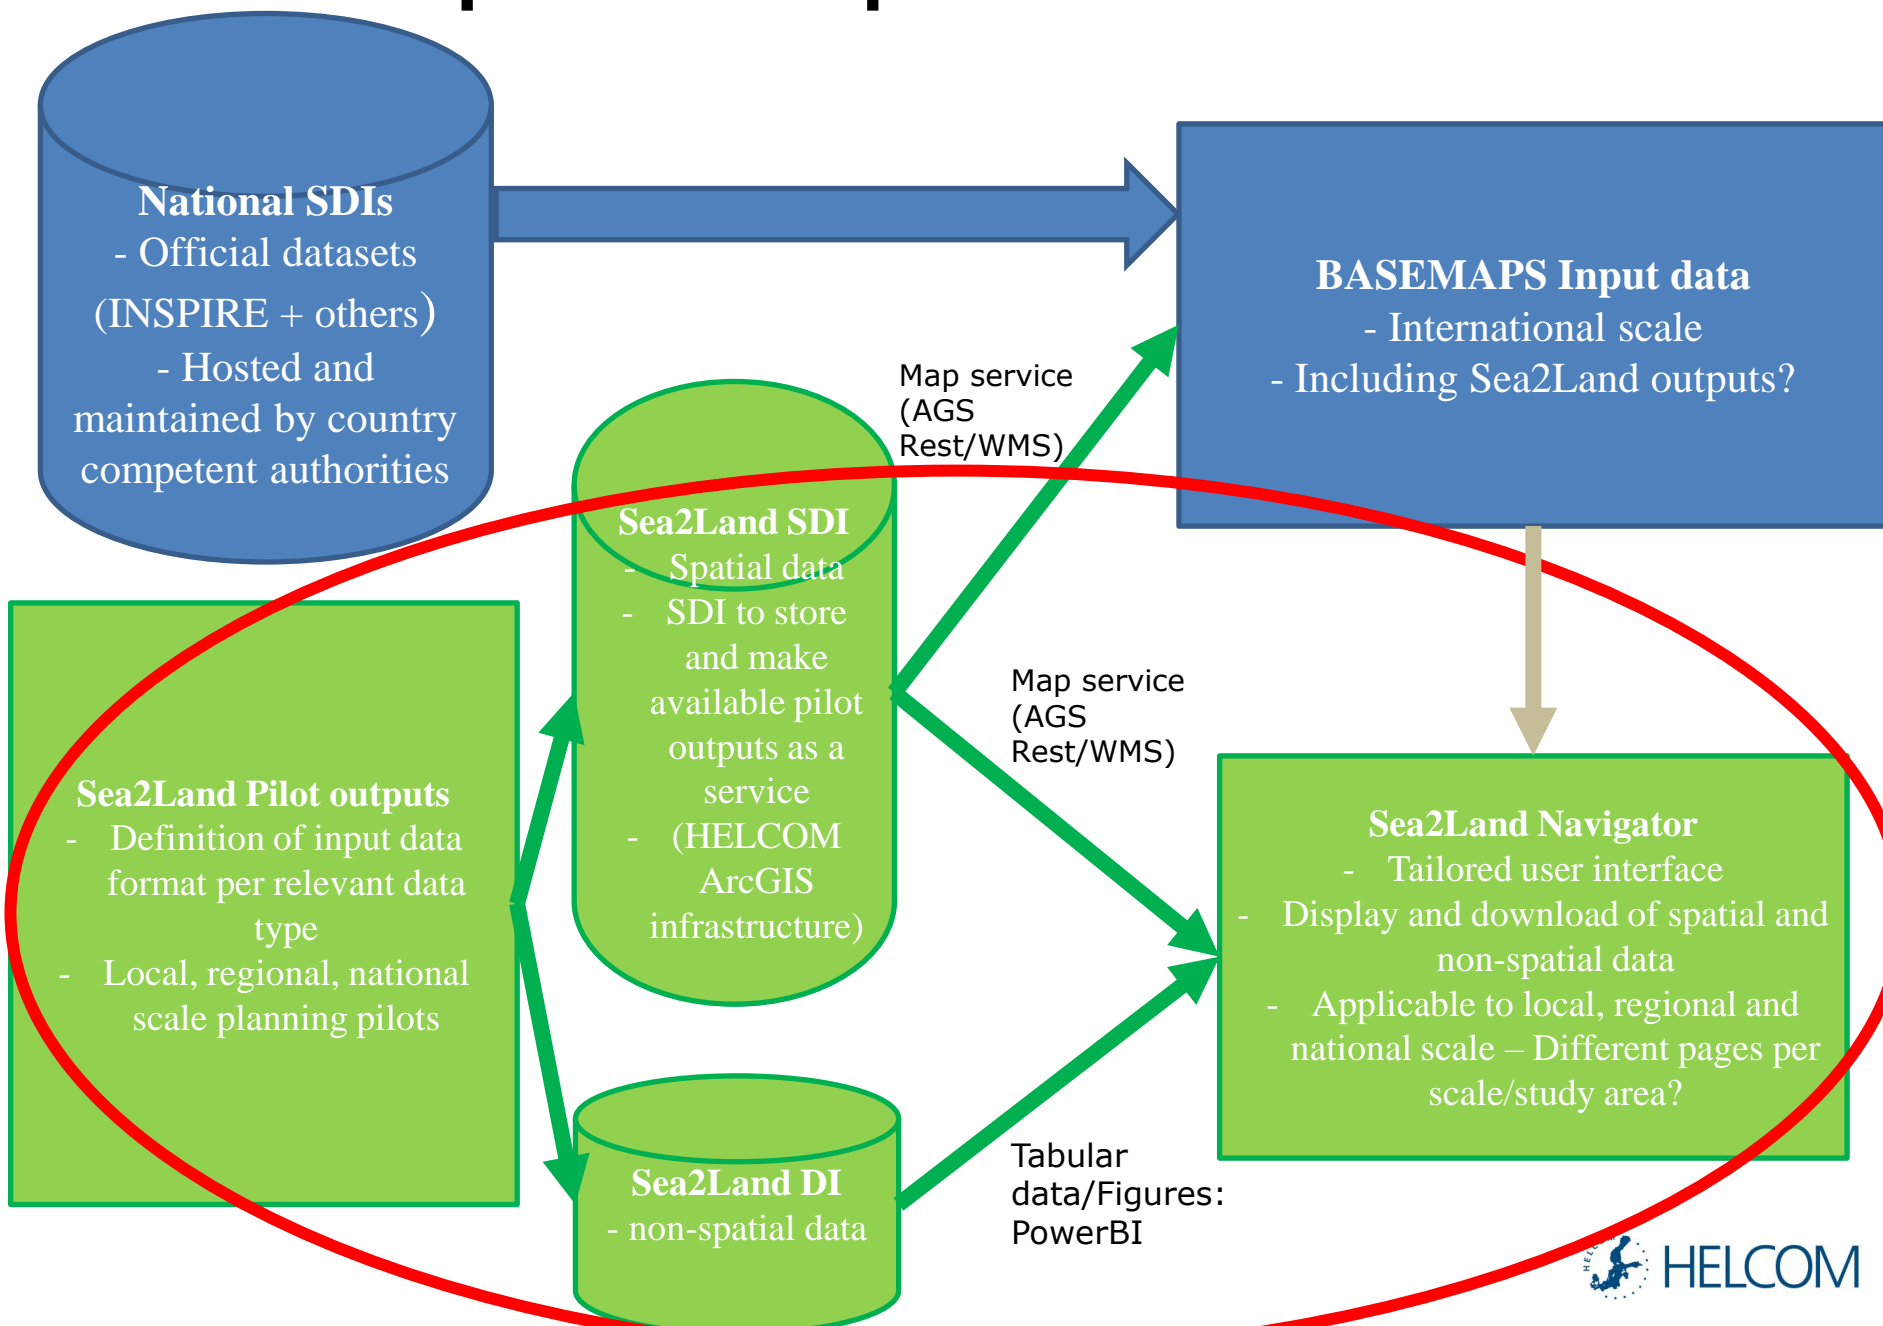 National SDIs
- Official datasets
(INSPIRE + others)
- Hosted and
maintained by country
competent authorities
BASEMAPS Input data
- International scale
- Including Sea2Land outputs?
Map service
(AGS
Rest/WMS)
Sea2Land SDI
- Spatial data
- SDI to store
and make
available pilot
outputs as a
service
- (HELCOM
ArcGIS
infrastructure)
Map service
(AGS
Rest/WMS)
Sea2Land Pilot outputs
- Definition of input data
format per relevant data
type
- Local, regional, national
scale planning pilots
Sea2Land Navigator
- Tailored user interface
- Display and download of spatial and
non-spatial data
- Applicable to local, regional and
national scale – Different pages per
scale/study area?
Sea2Land DI
- non-spatial data
Tabular
data/Figures:
PowerBI
HELCOM